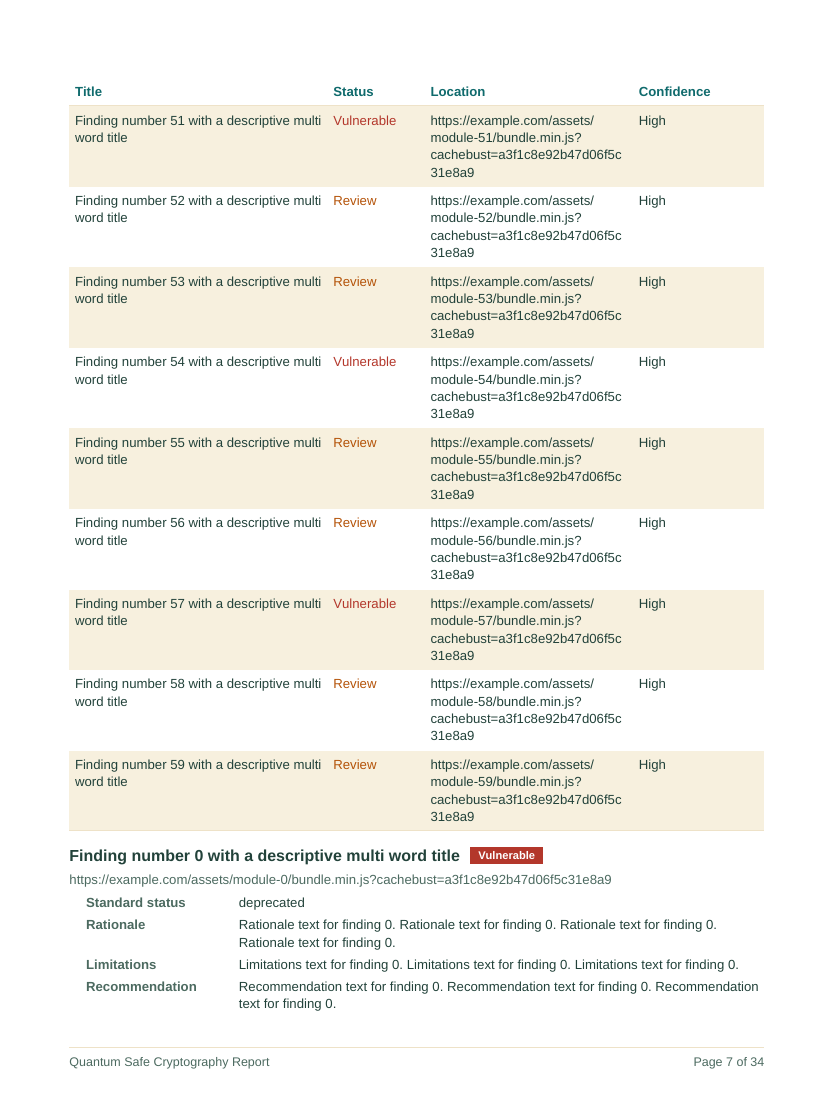 Title Status Location Confidence
Finding number 51 with a descriptive multi Vulnerable https://example.com/assets/ High
word title module-51/bundle.min.js?
cachebust=a3f1c8e92b47d06f5c
31e8a9
Finding number 52 with a descriptive multi Review https://example.com/assets/ High
word title module-52/bundle.min.js?
cachebust=a3f1c8e92b47d06f5c
31e8a9
Finding number 53 with a descriptive multi Review https://example.com/assets/ High
word title module-53/bundle.min.js?
cachebust=a3f1c8e92b47d06f5c
31e8a9
Finding number 54 with a descriptive multi Vulnerable https://example.com/assets/ High
word title module-54/bundle.min.js?
cachebust=a3f1c8e92b47d06f5c
31e8a9
Finding number 55 with a descriptive multi Review https://example.com/assets/ High
word title module-55/bundle.min.js?
cachebust=a3f1c8e92b47d06f5c
31e8a9
Finding number 56 with a descriptive multi Review https://example.com/assets/ High
word title module-56/bundle.min.js?
cachebust=a3f1c8e92b47d06f5c
31e8a9
Finding number 57 with a descriptive multi Vulnerable https://example.com/assets/ High
word title module-57/bundle.min.js?
cachebust=a3f1c8e92b47d06f5c
31e8a9
Finding number 58 with a descriptive multi Review https://example.com/assets/ High
word title module-58/bundle.min.js?
cachebust=a3f1c8e92b47d06f5c
31e8a9
Finding number 59 with a descriptive multi Review https://example.com/assets/ High
word title module-59/bundle.min.js?
cachebust=a3f1c8e92b47d06f5c
31e8a9
Finding number 0 with a descriptive multi word title Vulnerable
https://example.com/assets/module-0/bundle.min.js?cachebust=a3f1c8e92b47d06f5c31e8a9
Standard status deprecated
Rationale Rationale text for finding 0. Rationale text for finding 0. Rationale text for finding 0.
Rationale text for finding 0.
Limitations Limitations text for finding 0. Limitations text for finding 0. Limitations text for finding 0.
Recommendation Recommendation text for finding 0. Recommendation text for finding 0. Recommendation
text for finding 0.
Quantum Safe Cryptography Report Page 7 of 34